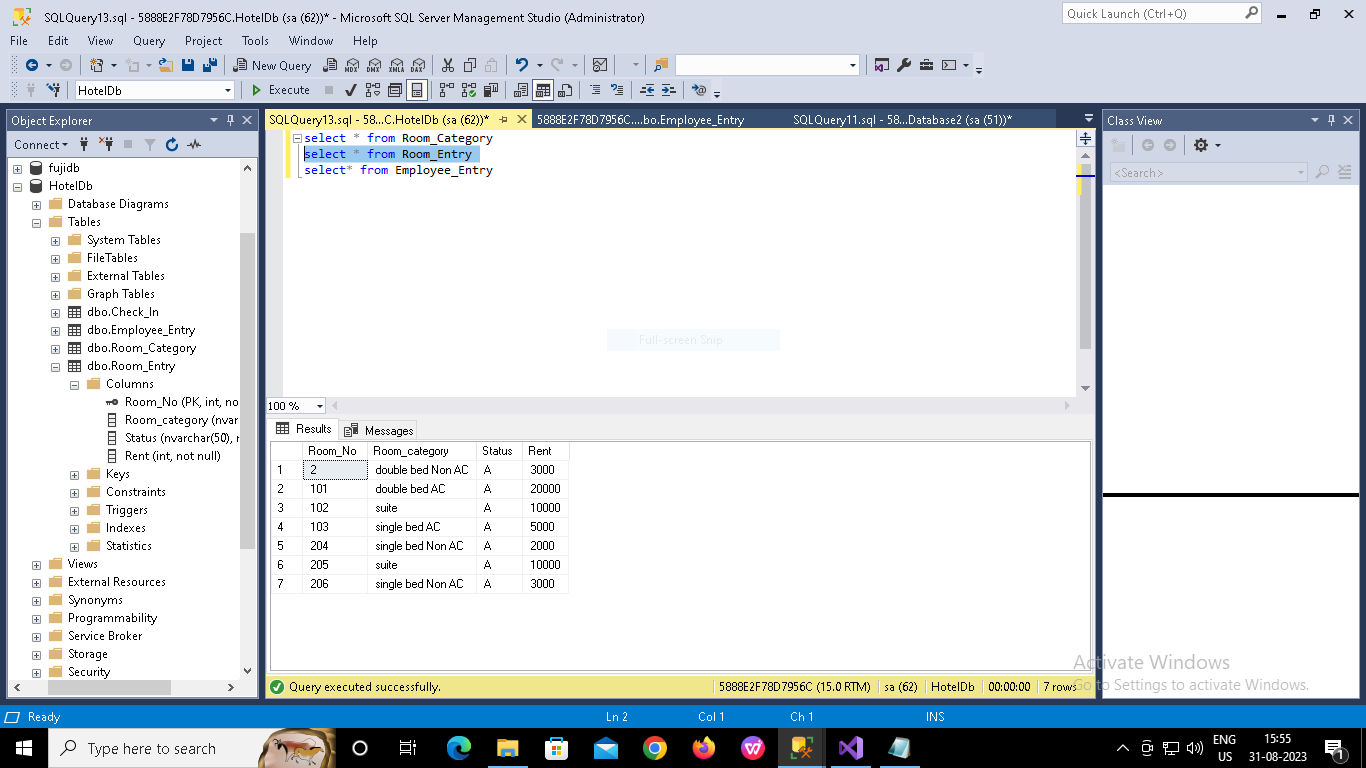 SQLQuery13.sql - 5888E2F78D7956C.HotelDb (sa (62))* - Microsoft SQL Server Management Studio (Administrator)
Quick Launch (Ctrl+Q)
File Edit View Query Project Tools Window Help
New Query MDX DMX XMLA DAX
HotelDb Execute
Object Explorer
Connect
fujidb
HotelDb
Database Diagrams
Tables
System Tables
FileTables
External Tables
Graph Tables
dbo.Check_In
dbo.Employee_Entry
dbo.Room_Category
dbo.Room_Entry
Columns
Room_No (PK, int, no
Room_category (nvar
Status (nvarchar(50), r
Rent (int, not null)
Keys
Constraints
Triggers
Indexes
Statistics
Views
External Resources
Synonyms
Programmability
Service Broker
Storage
Security
SQLQuery13.sql - 58...C.HotelDb (sa (62))* 5888E2F78D7956C....bo.Employee_Entry SQLQuery11.sql - 58...Database2 (sa (51))*
select * from Room_Category
select * from Room_Entry
select* from Employee_Entry
Full-screen Snip
100 %
Results Messages
Room_No Room_category Status Rent
1 2 double bed Non AC A 3000
2 101 double bed AC A 20000
3 102 suite A 10000
4 103 single bed AC A 5000
5 204 single bed Non AC A 2000
6 205 suite A 10000
7 206 single bed Non AC A 3000
Query executed successfully. 5888E2F78D7956C (15.0 RTM) sa (62) HotelDb 00:00:00 7 rows
Class View
<Search>
Activate Windows
Go to Settings to activate Windows.
Ready Ln 2 Col 1 Ch 1 INS
Type here to search
ENG
US
15:55
31-08-2023
1